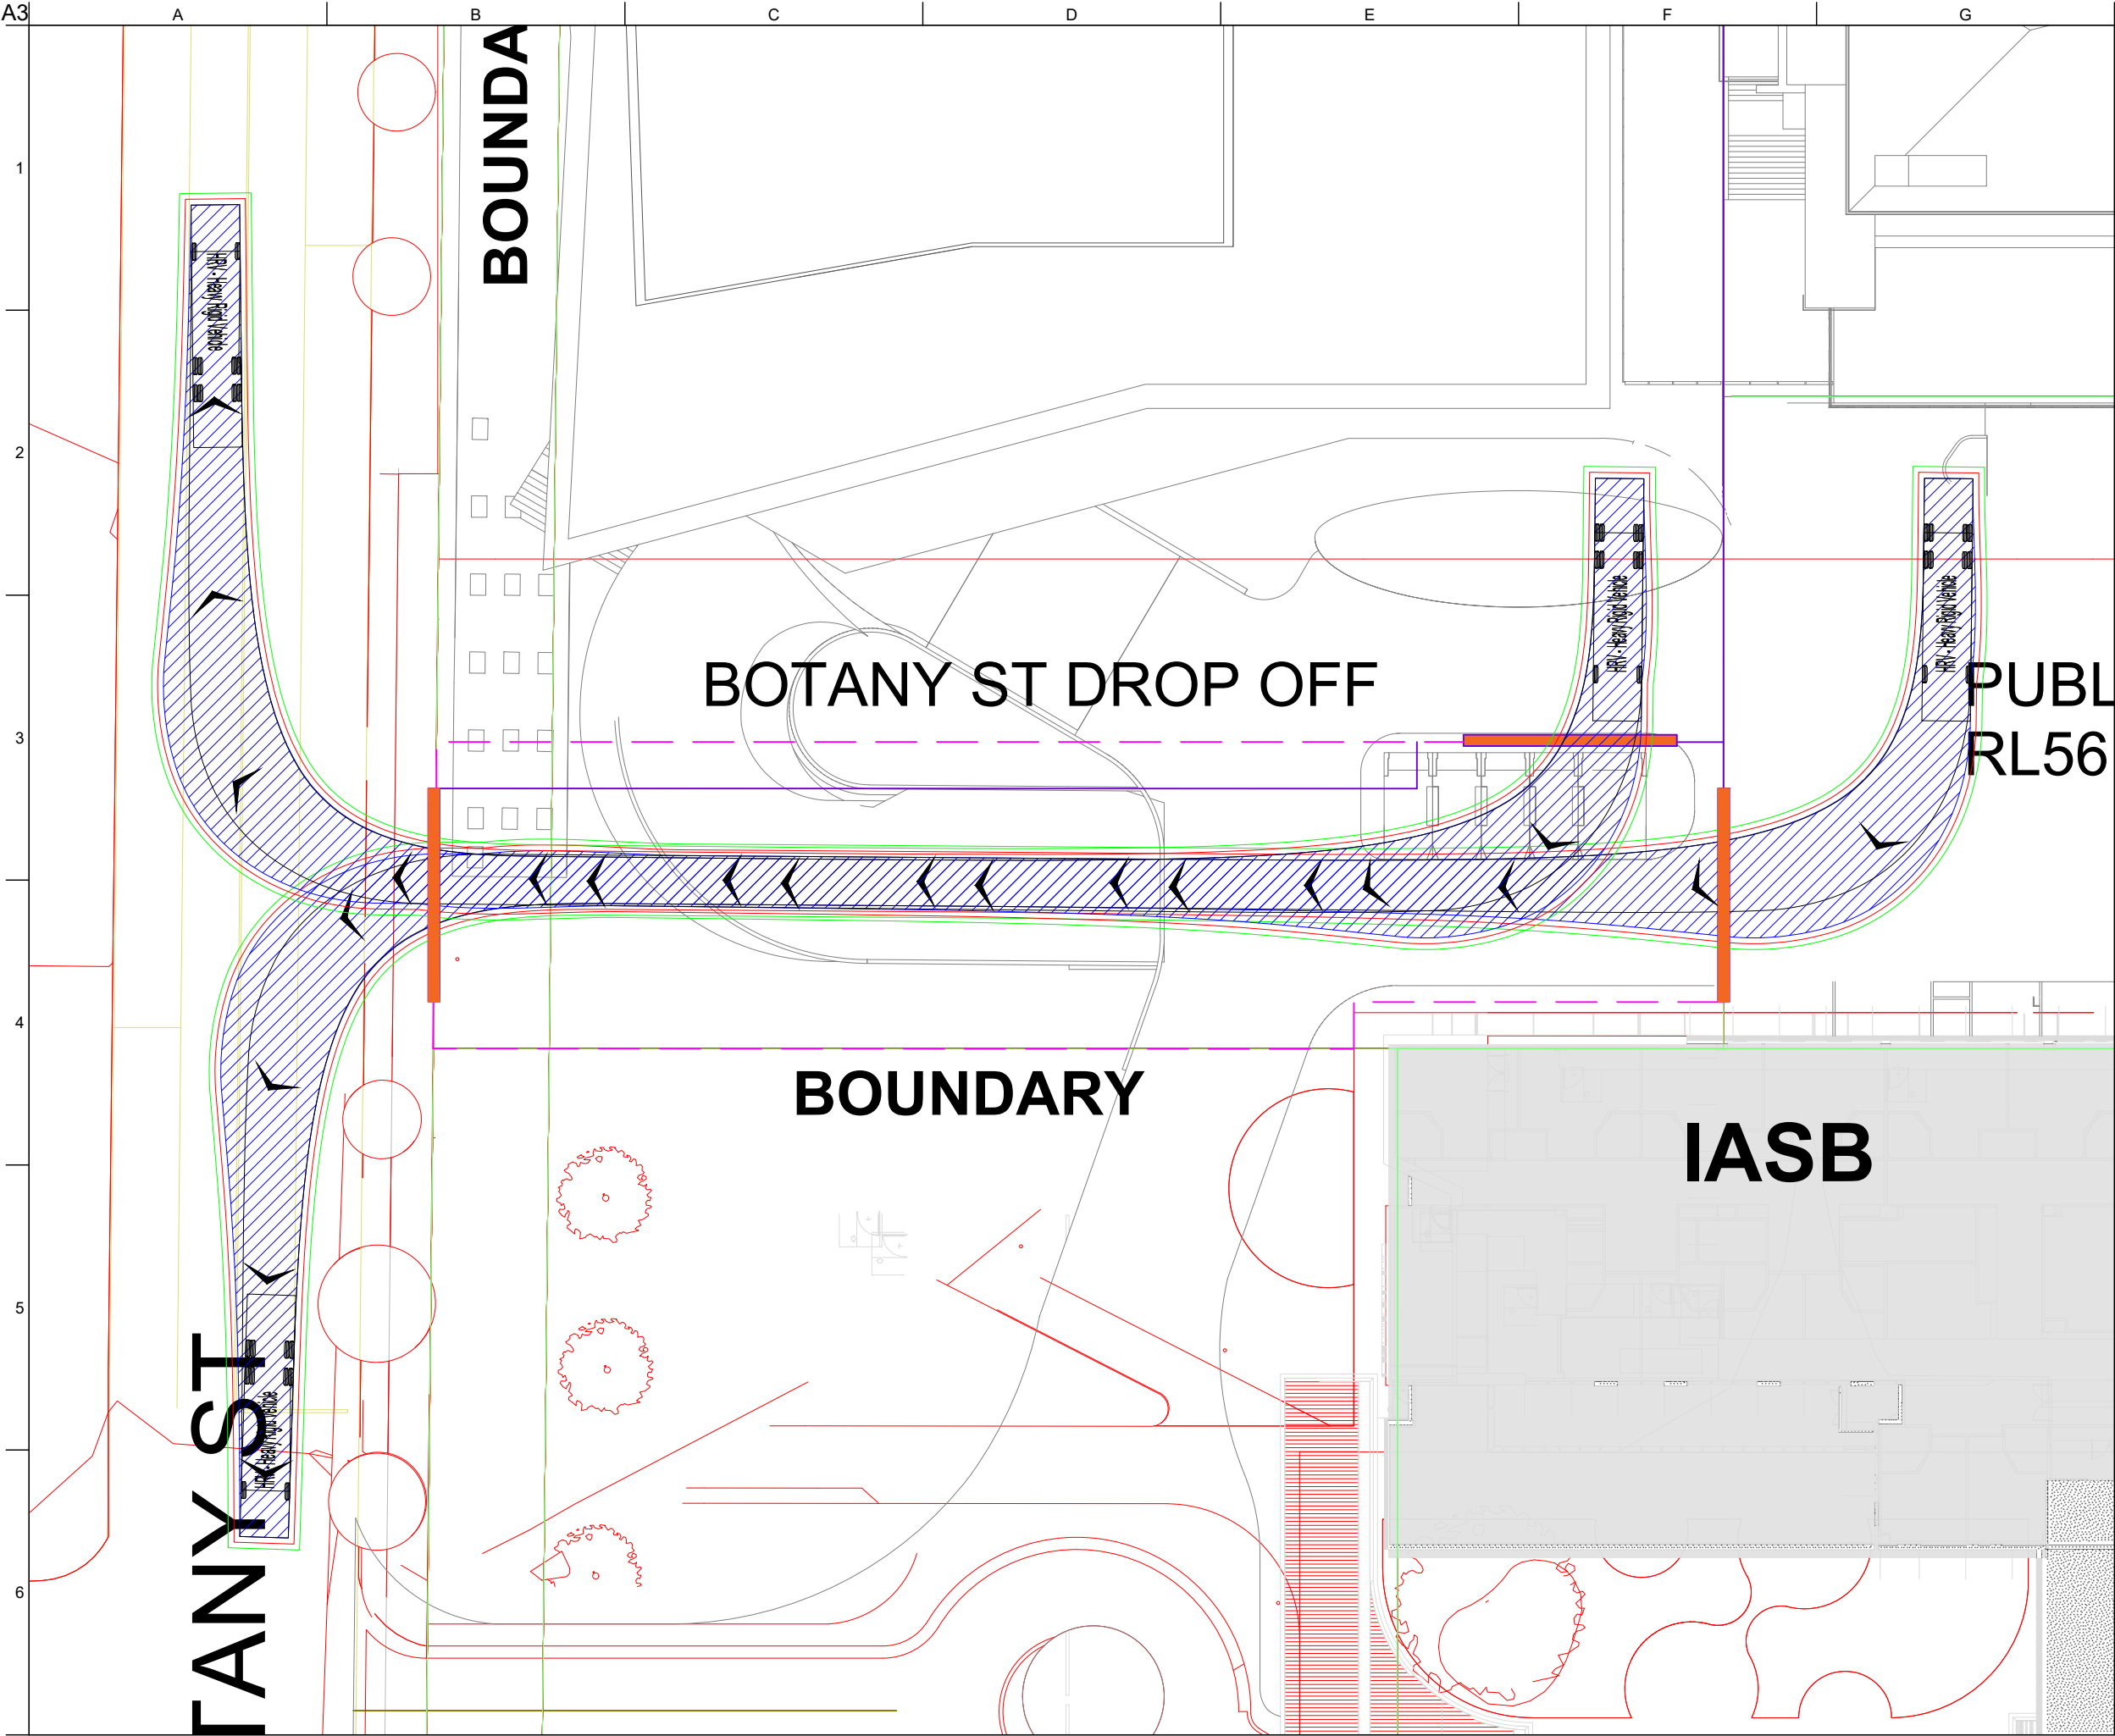 A3
A B C D E F G
1
BOUNDA
HRV - Heavy Rigid Vehicle
2
HRV - Heavy Rigid Vehicle
HRV - Heavy Rigid Vehicle
BOTANY ST DROP OFF
PUBL
3
RL56
4
BOUNDARY
IASB
5
TANY ST
HRV - Heavy Rigid Vehicle
6